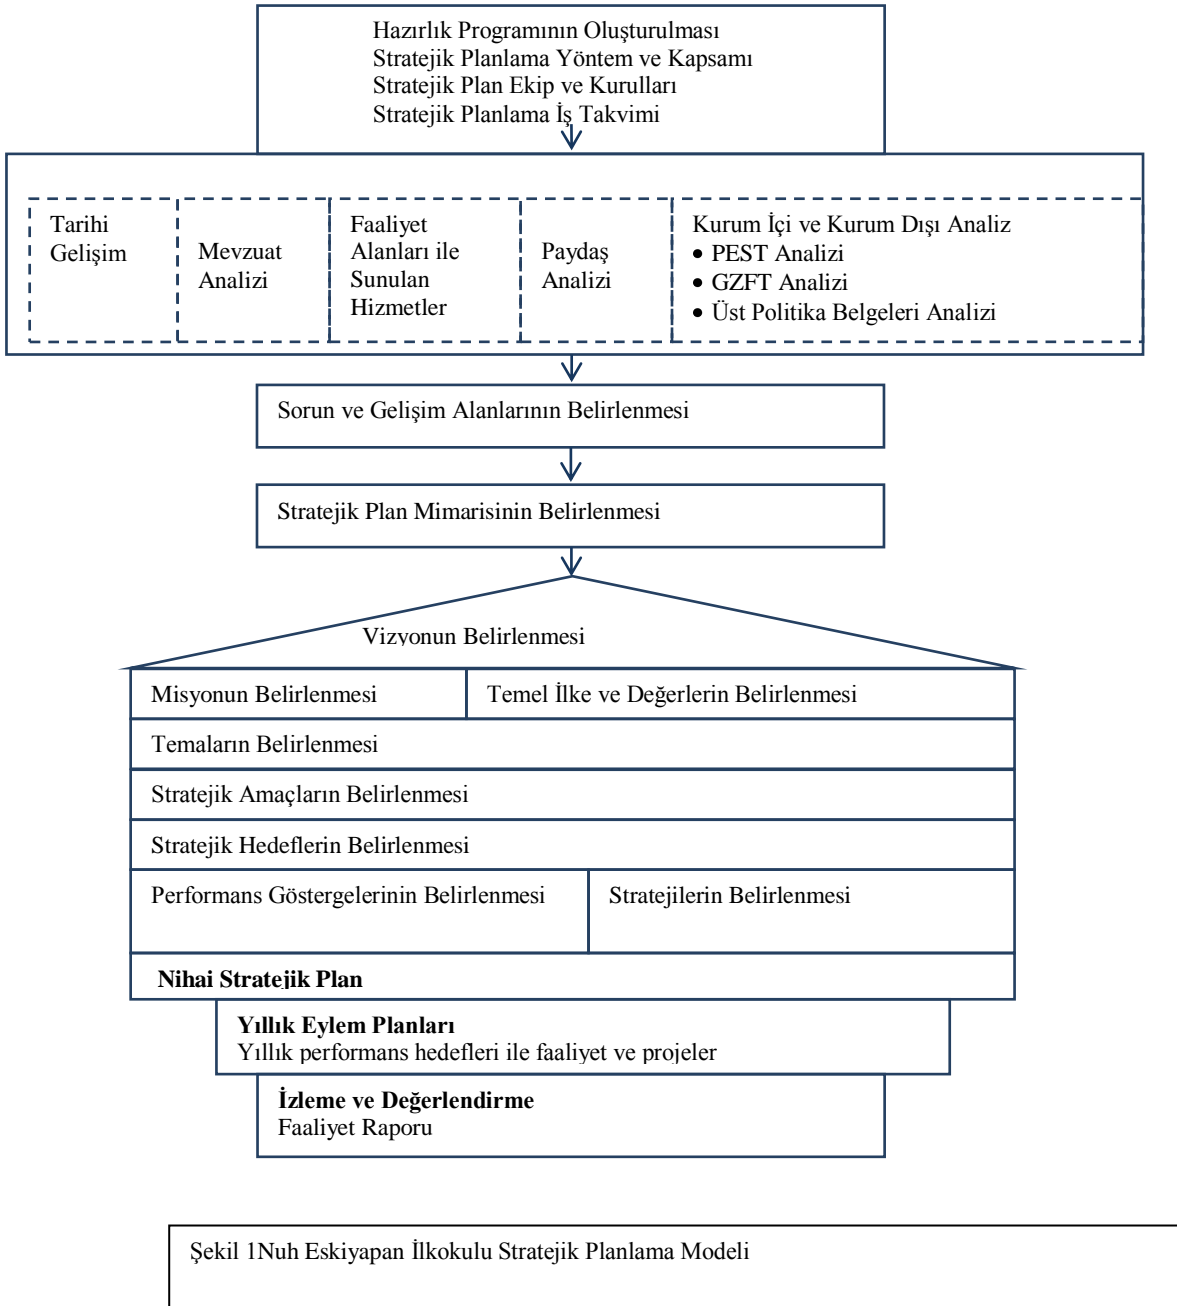 Hazırlık Programının Oluşturulması
Stratejik Planlama Yöntem ve Kapsamı
Stratejik Plan Ekip ve Kurulları
Stratejik Planlama İş Takvimi
Tarihi
Gelişim
Mevzuat
Analizi
Faaliyet
Alanları ile
Sunulan
Hizmetler
Paydaş
Analizi
Kurum İçi ve Kurum Dışı Analiz
• PEST Analizi
• GZFT Analizi
• Üst Politika Belgeleri Analizi
Sorun ve Gelişim Alanlarının Belirlenmesi
Stratejik Plan Mimarisinin Belirlenmesi
Vizyonun Belirlenmesi
Misyonun Belirlenmesi
Temel İlke ve Değerlerin Belirlenmesi
Temaların Belirlenmesi
Stratejik Amaçların Belirlenmesi
Stratejik Hedeflerin Belirlenmesi
Performans Göstergelerinin Belirlenmesi
Stratejilerin Belirlenmesi
Nihai Stratejik Plan
Yıllık Eylem Planları
Yıllık performans hedefleri ile faaliyet ve projeler
İzleme ve Değerlendirme
Faaliyet Raporu
Şekil 1Nuh Eskiyapan İlkokulu Stratejik Planlama Modeli